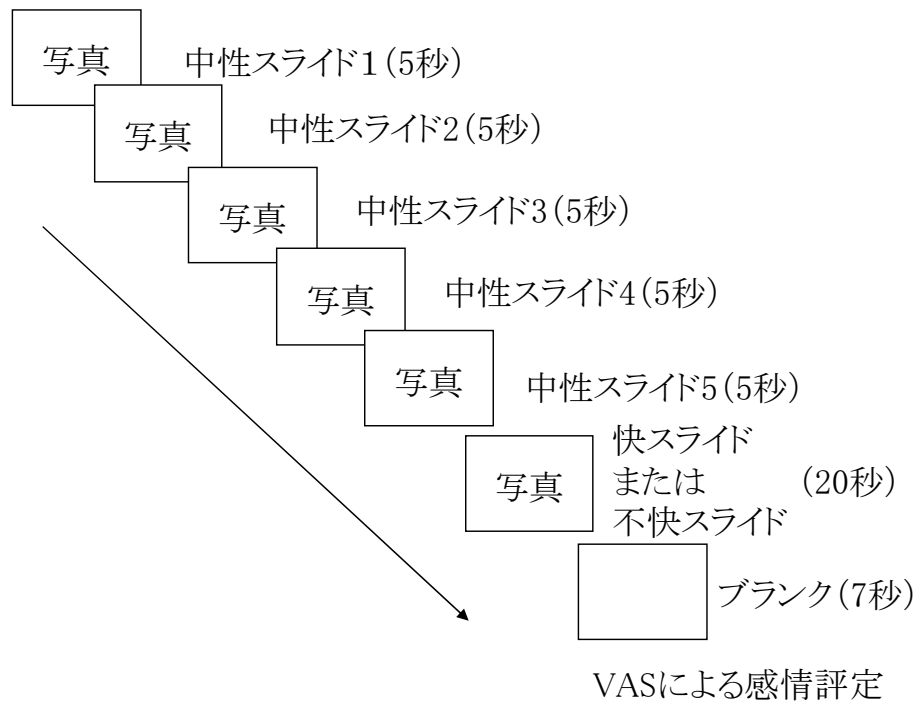 写真
中性スライド１(5秒)
写真
中性スライド2(5秒)
写真
中性スライド3(5秒)
写真
中性スライド4(5秒)
写真
中性スライド5(5秒)
写真
快スライド
または (20秒)
不快スライド
ブランク(7秒)
VASによる感情評定